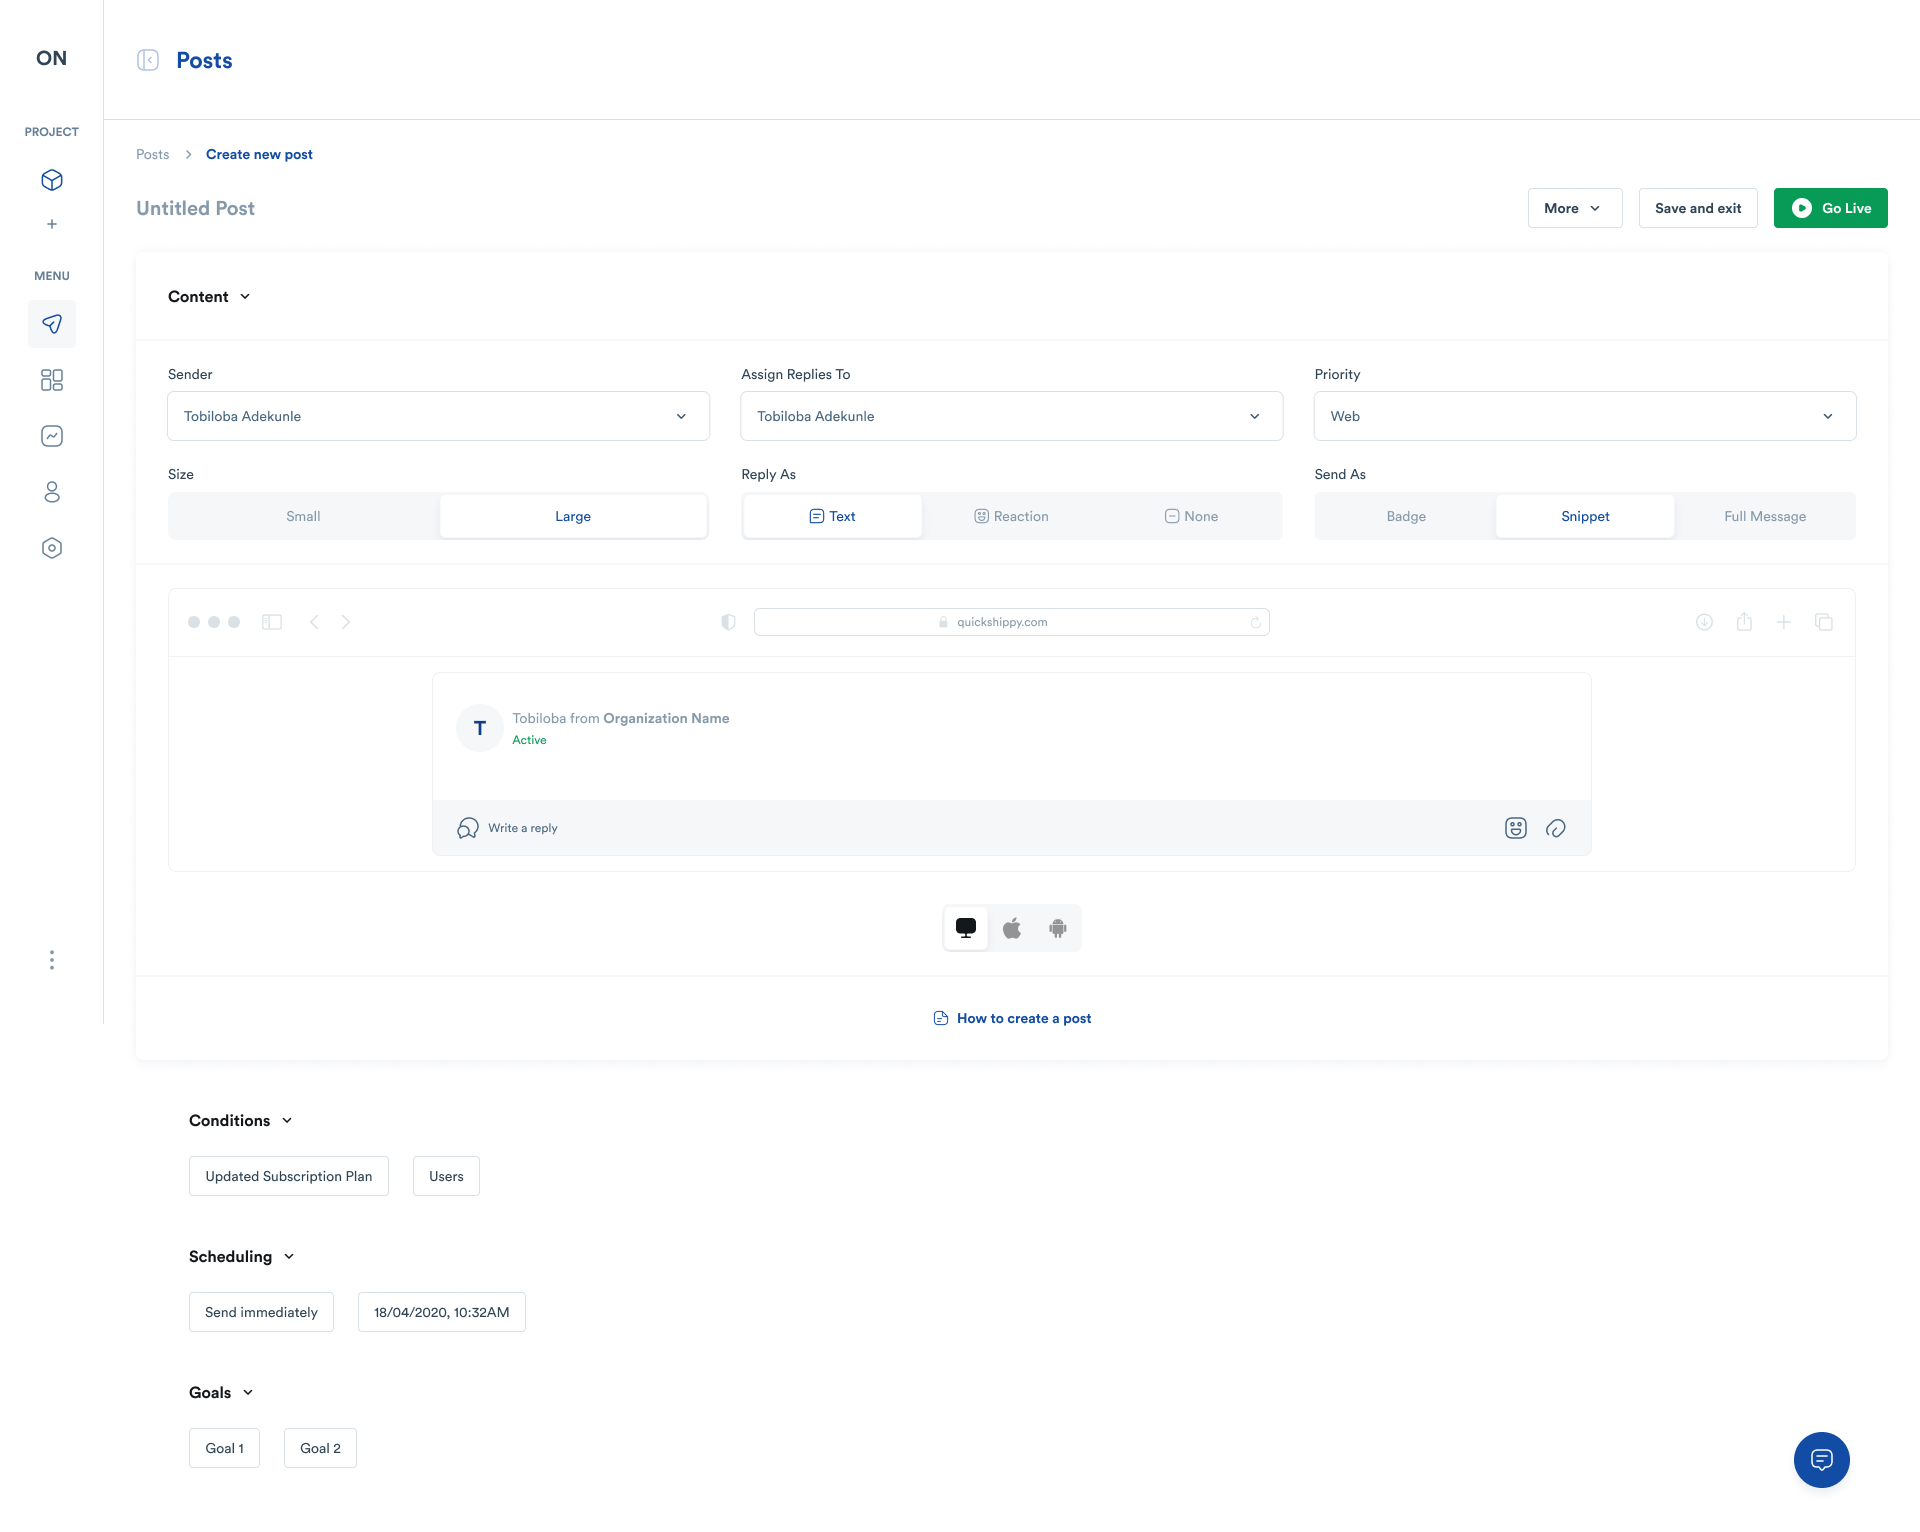 ON
Posts
PROJECT
MENU
Posts
Create new post
Untitled Post
More
Save and exit
Go Live
Content
Sender
Assign Replies To
Priority
Tobiloba Adekunle
Tobiloba Adekunle
Web
Size
Reply As
Send As
Small
Large
Text
Reaction
None
Badge
Snippet
Full Message
quickshippy.com
T
Tobiloba from Organization Name
Active
Write a reply
How to create a post
Conditions
Updated Subscription Plan
Users
Scheduling
Send immediately
18/04/2020, 10:32AM
Goals
Goal 1
Goal 2